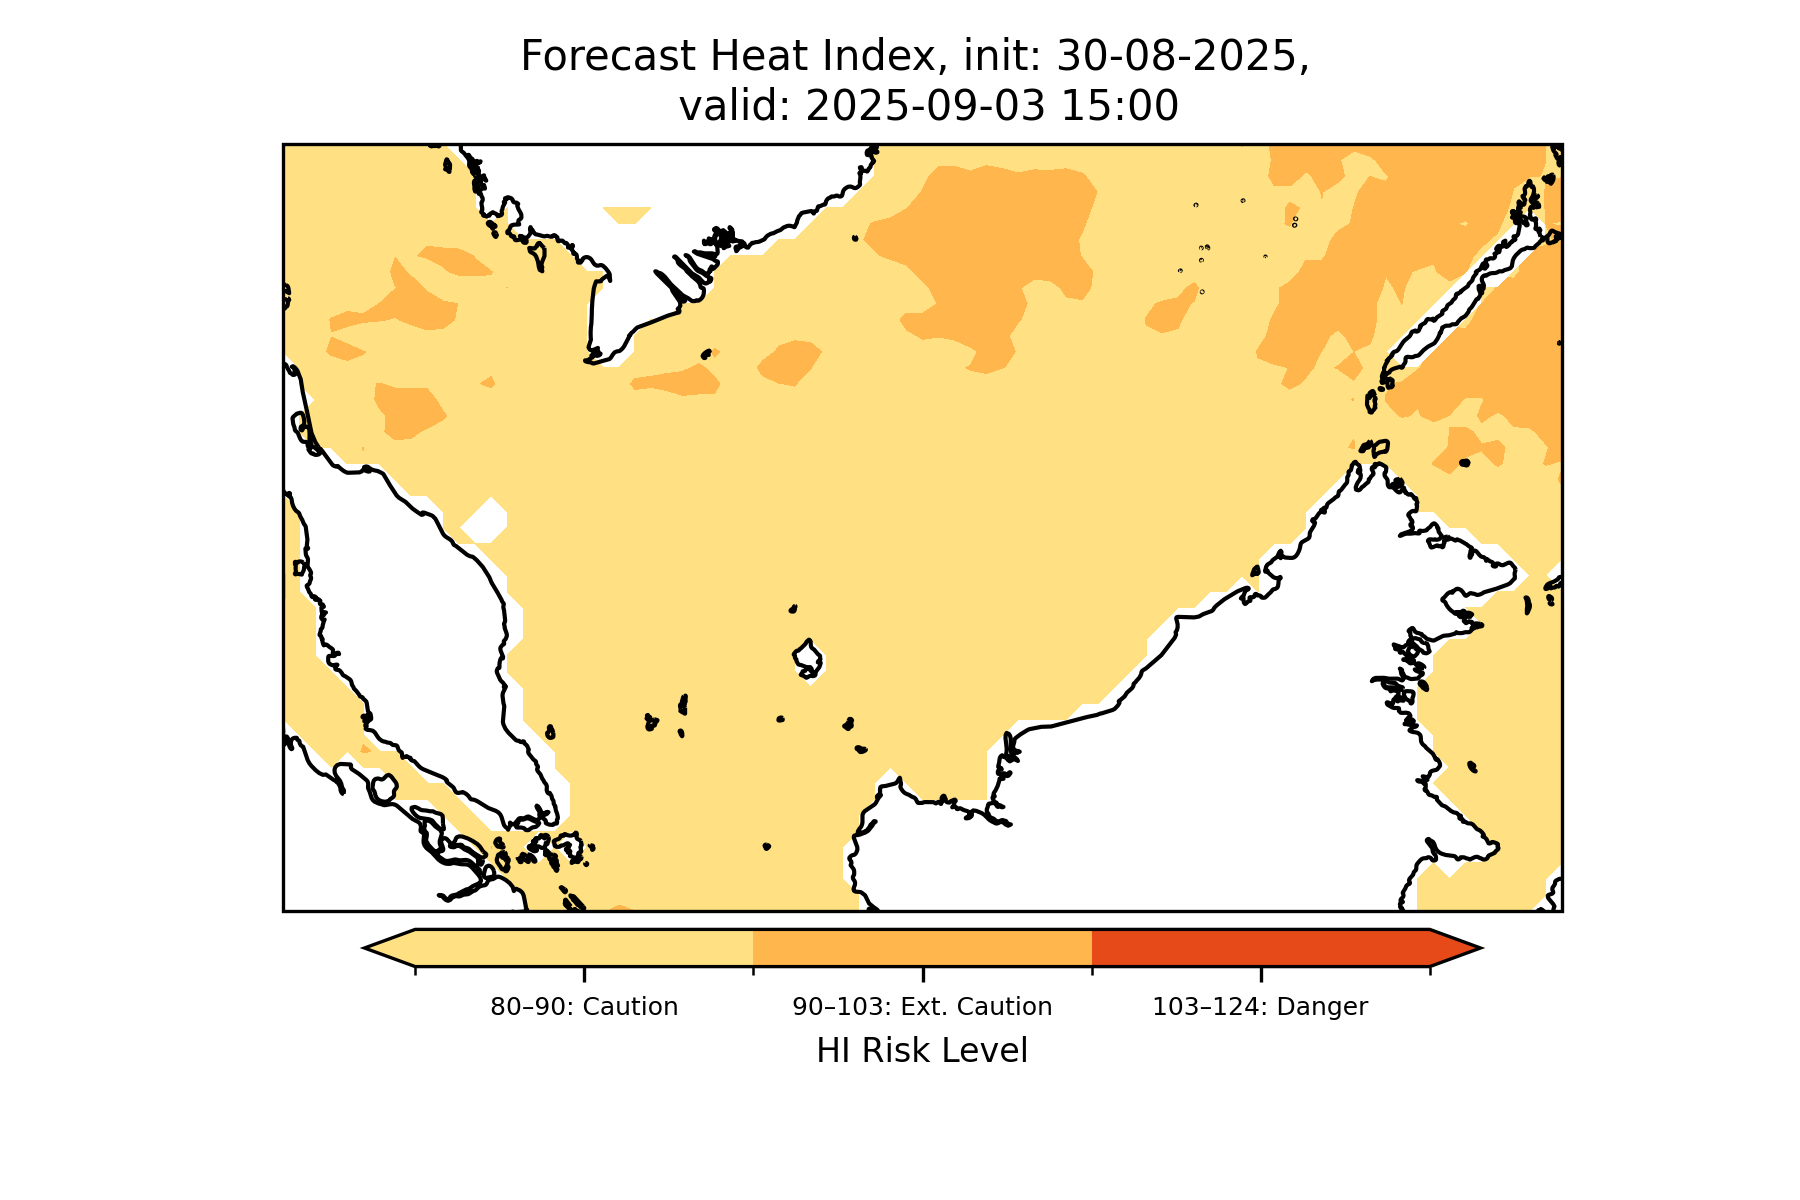 Forecast Heat Index, init: 30-08-2025,
valid: 2025-09-03 15:00
80–90: Caution
90–103: Ext. Caution
103–124: Danger
HI Risk Level